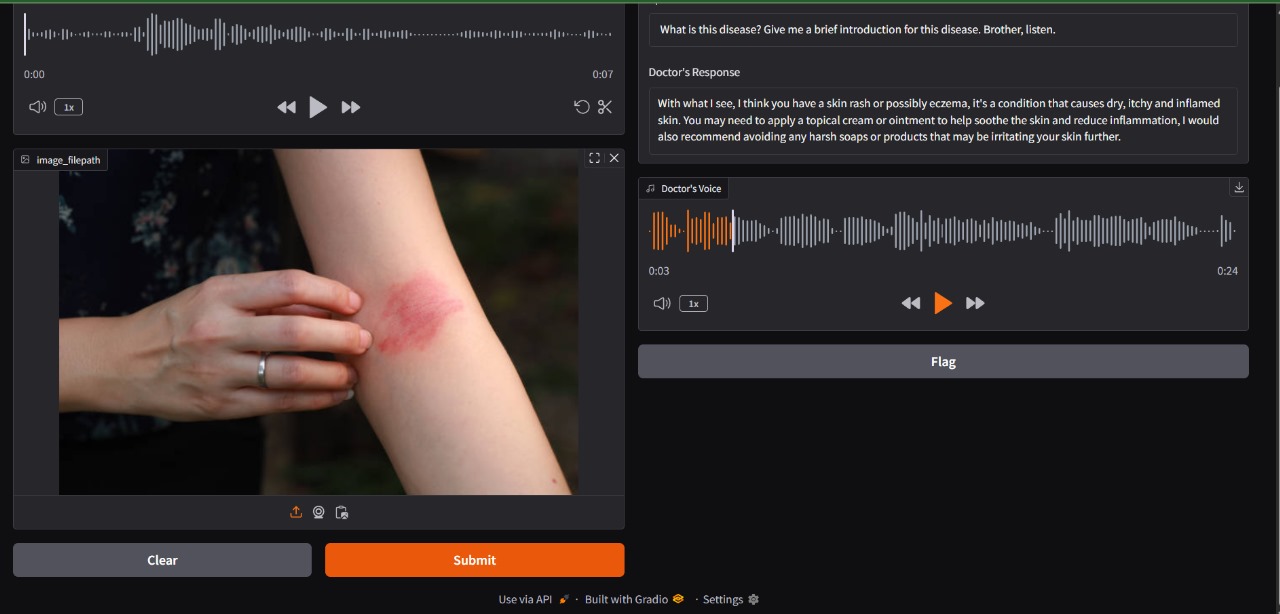 0:00
0:07
1x
image_filepath
Clear
Submit
What is this disease? Give me a brief introduction for this disease. Brother, listen.
Doctor's Response
With what I see, I think you have a skin rash or possibly eczema, it's a condition that causes dry, itchy and inflamed
skin. You may need to apply a topical cream or ointment to help soothe the skin and reduce inflammation, I would
also recommend avoiding any harsh soaps or products that may be irritating your skin further.
Doctor's Voice
0:03
0:24
1x
Flag
Use via API · Built with Gradio · Settings